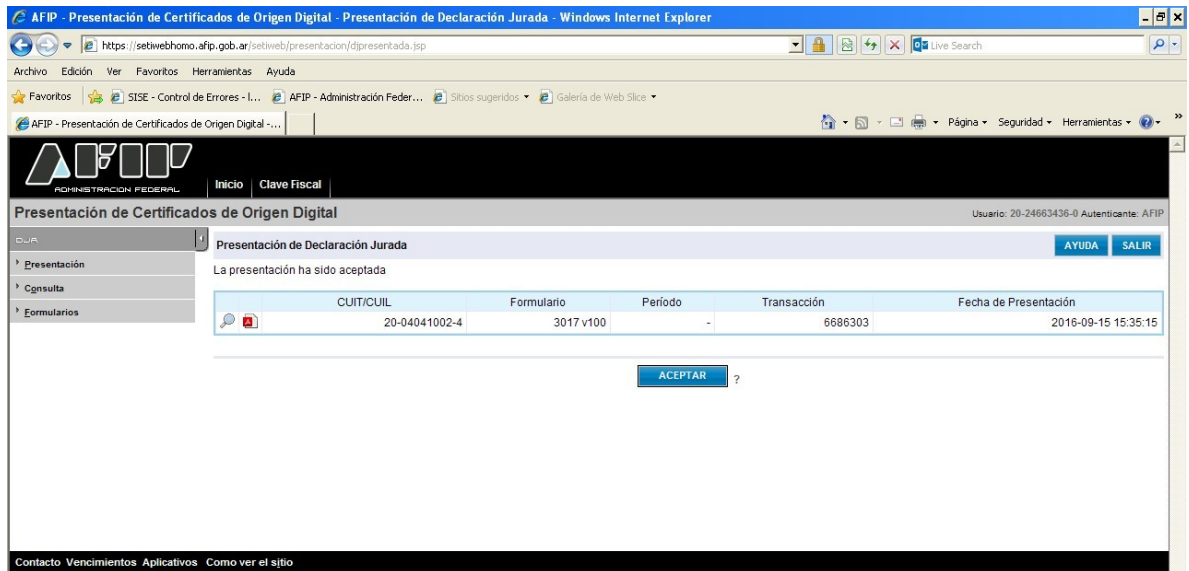 AFIP - Presentación de Certificados de Origen Digital - Presentación de Declaración Jurada - Windows Internet Explorer
https://setiwebhomo.afip.gob.ar/setiweb/presentacion/djpresentada.jsp Live Search
Archivo Edición Ver Favoritos Herramientas Ayuda
Favoritos SISE - Control de Errores - I... AFIP - Administración Feder... Sitios sugeridos Galería de Web Slice
AFIP - Presentación de Certificados de Origen Digital -... Página Seguridad Herramientas »
AFIP
ADMINISTRACION FEDERAL Inicio Clave Fiscal
Presentación de Certificados de Origen Digital Usuario: 20-24663436-0 Autenticante: AFIP
DJR Presentación de Declaración Jurada AYUDA SALIR
Presentación La presentación ha sido aceptada
Consulta
Formularios
CUIT/CUIL Formulario Período Transacción Fecha de Presentación
20-04041002-4 3017 v100 - 6686303 2016-09-15 15:35:15
ACEPTAR ?
Contacto Vencimientos Aplicativos Como ver el sitio